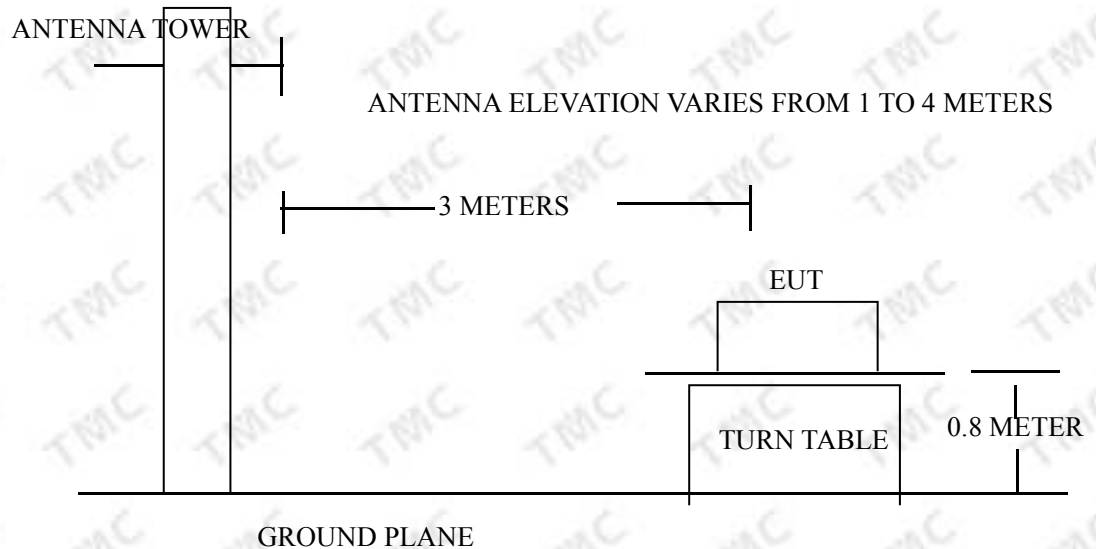 ANTENNA TOWER
ANTENNA ELEVATION VARIES FROM 1 TO 4 METERS
3 METERS
EUT
TURN TABLE
0.8 METER
GROUND PLANE
TMC